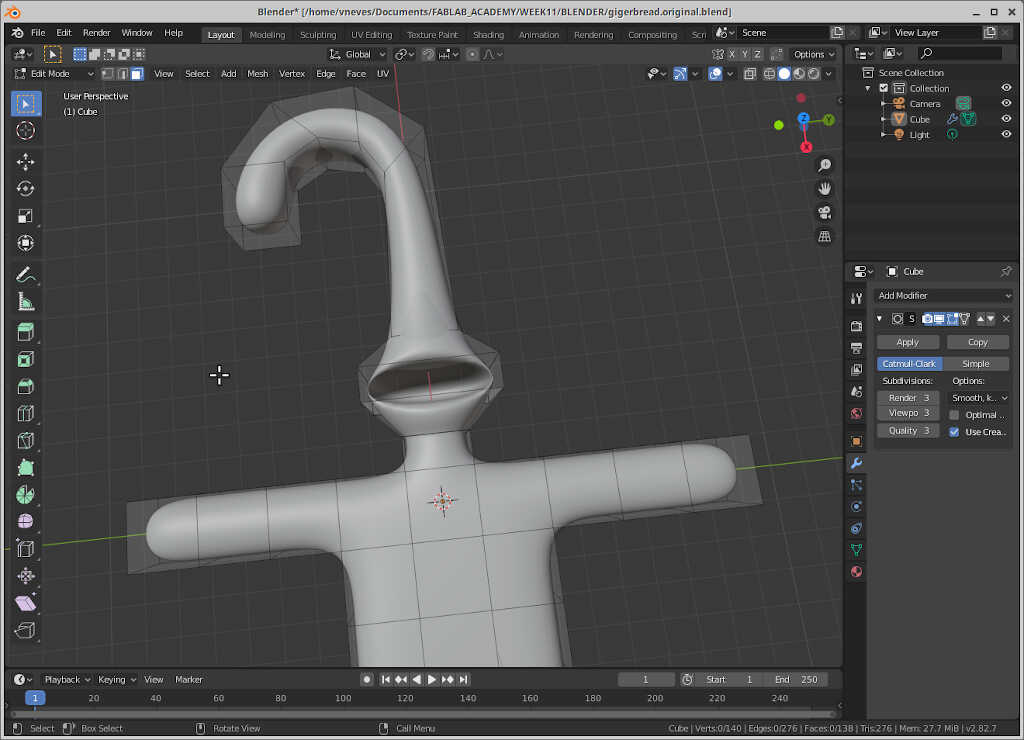 Blender* [/home/vneves/Documents/FABLAB_ACADEMY/WEEK11/BLENDER/gigerbread.original.blend]
File Edit Render Window Help Layout Modeling Sculpting UV Editing Texture Paint Shading Animation Rendering Compositing Scri Scene View Layer
Global X Y Z Options
Edit Mode View Select Add Mesh Vertex Edge Face UV
User Perspective
(1) Cube
Z
Y
X
Scene Collection
Collection
Camera
Cube
Light
Cube
Add Modifier
S
Apply Copy
Catmull-Clark Simple
Subdivisions: Options:
Render 3 Smooth, k..
Viewpo 3 Optimal ..
Quality 3 Use Crea..
Playback Keying View Marker 1 Start 1 End 250
1 20 40 60 80 100 120 140 160 180 200 220 240
Select Box Select Rotate View Call Menu Cube | Verts:0/140 | Edges:0/276 | Faces:0/138 | Tris:276 | Mem: 27.7 MiB | v2.82.7